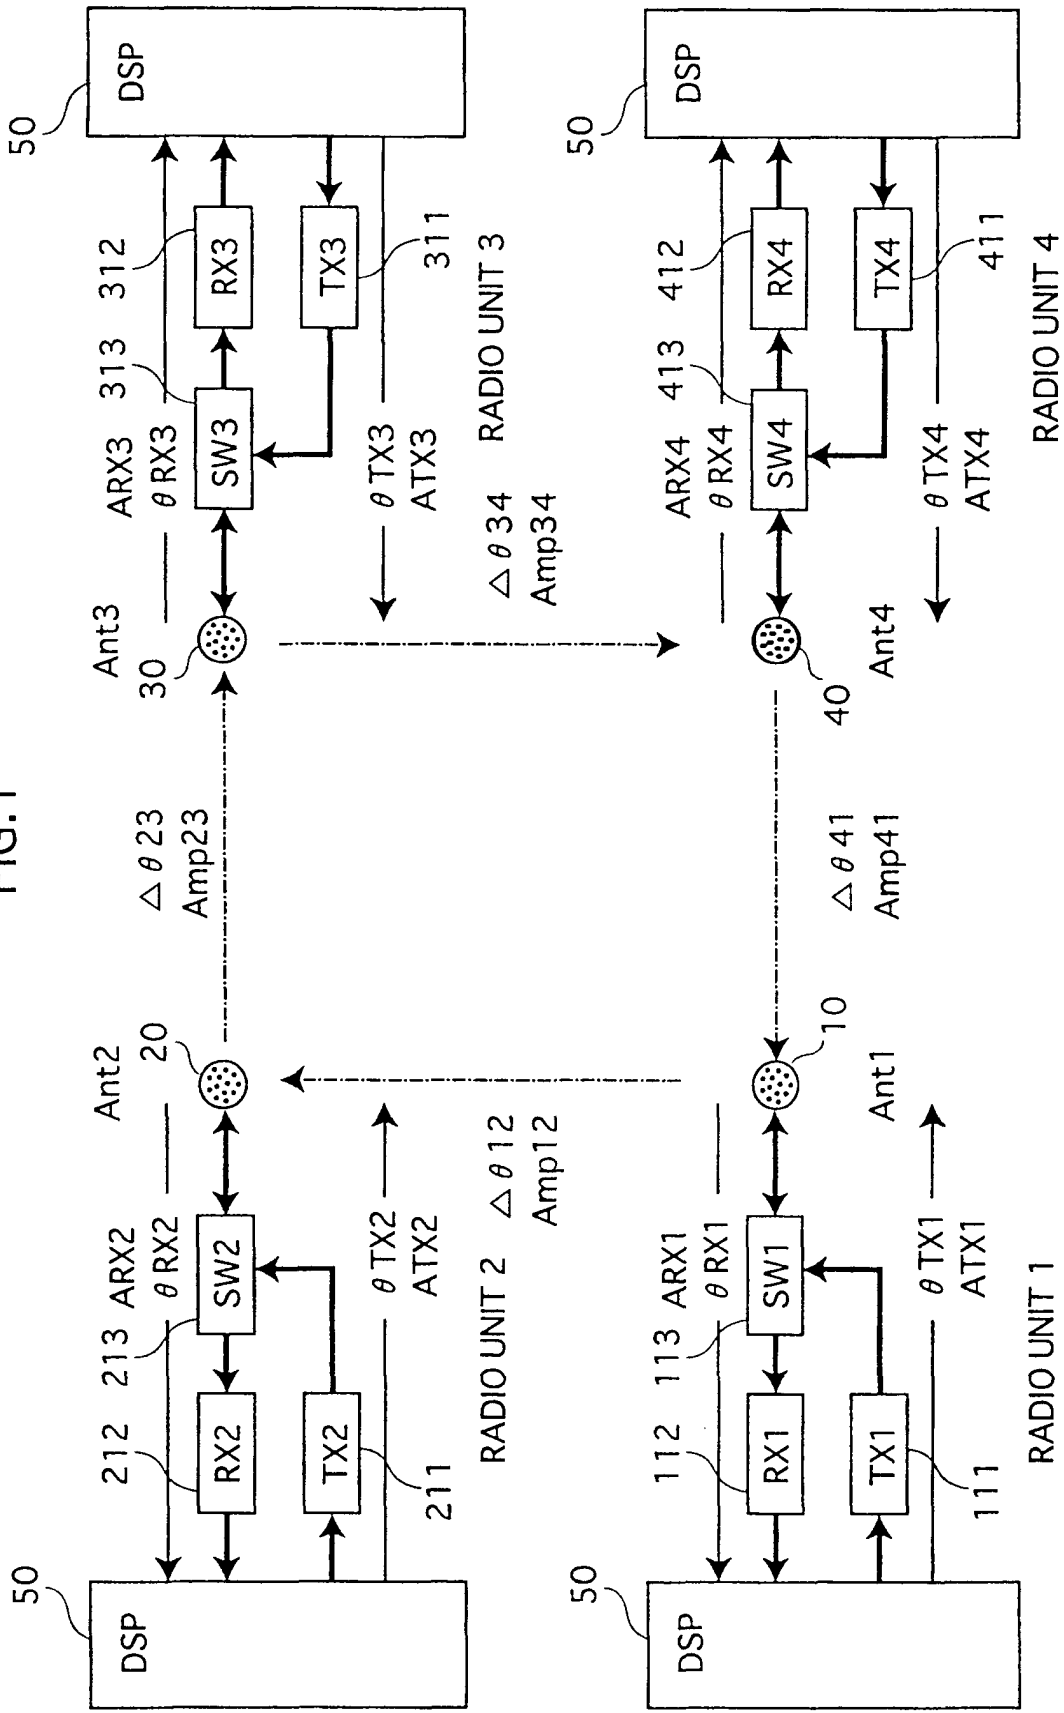 FIG. 1
50
DSP
212
RX2
213
SW2
ARX2
θRX2
TX2
211
θTX2
ATX2
RADIO UNIT 2
Ant2
20
Δθ23
Amp23
Ant3
30
ARX3
θRX3
313
SW3
312
RX3
TX3
311
θTX3
ATX3
RADIO UNIT 3
50
DSP
Δθ12
Amp12
Δθ34
Amp34
50
DSP
112
RX1
113
SW1
ARX1
θRX1
TX1
111
θTX1
ATX1
RADIO UNIT 1
Ant1
10
Δθ41
Amp41
40
Ant4
ARX4
θRX4
413
SW4
412
RX4
TX4
411
θTX4
ATX4
RADIO UNIT 4
50
DSP